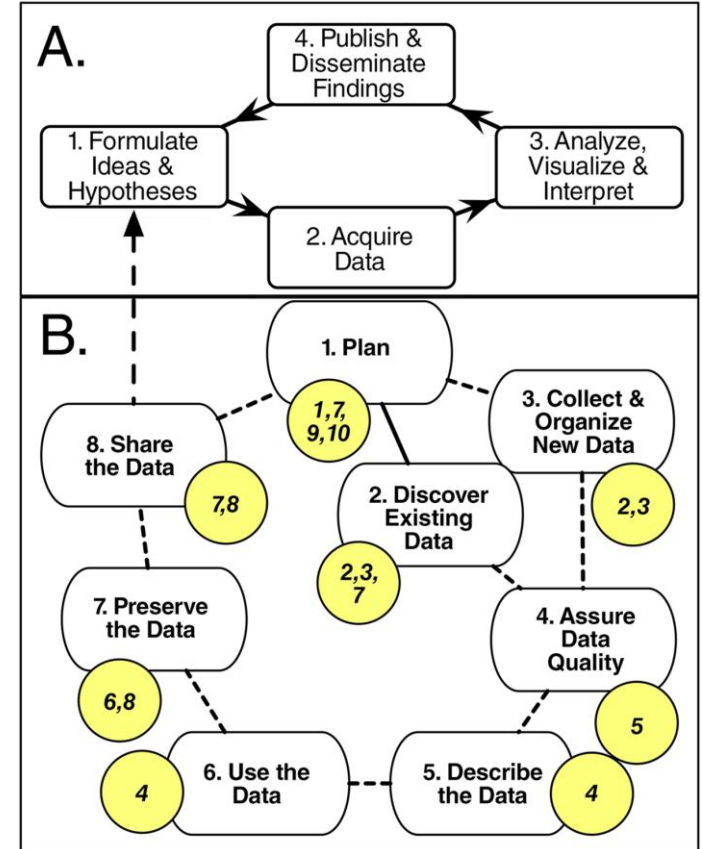 A.
4. Publish &
Disseminate
Findings
1. Formulate
Ideas &
Hypotheses
3. Analyze,
Visualize &
Interpret
2. Acquire
Data
B.
1. Plan
1,7,
9,10
3. Collect &
Organize
New Data
2,3
8. Share
the Data
7,8
2. Discover
Existing
Data
2,3,
7
4. Assure
Data
Quality
5
7. Preserve
the Data
6,8
6. Use the
Data
4
5. Describe
the Data
4